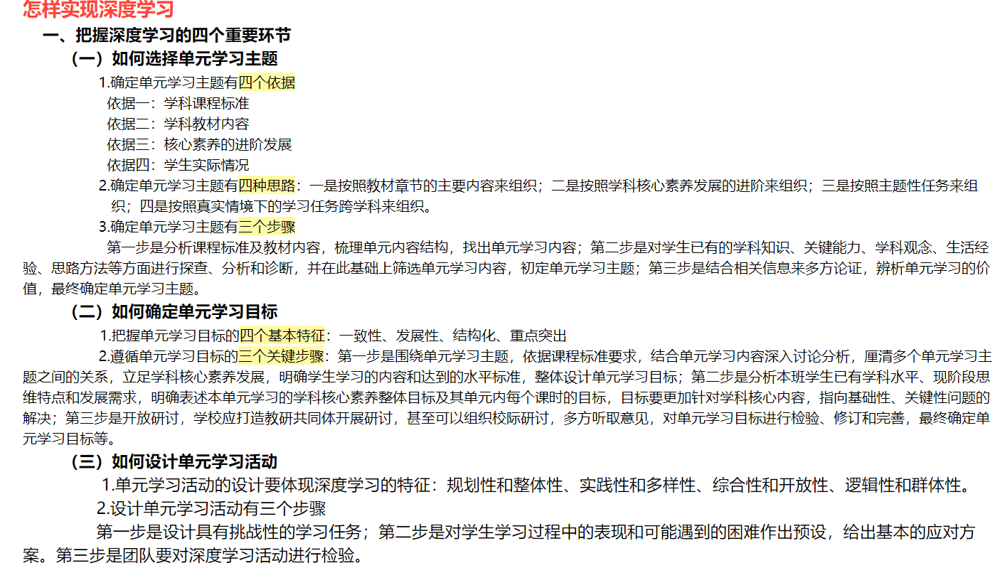 怎样实现深度学习
一、把握深度学习的四个重要环节
（一）如何选择单元学习主题
1.确定单元学习主题有四个依据
依据一：学科课程标准
依据二：学科教材内容
依据三：核心素养的进阶发展
依据四：学生实际情况
2.确定单元学习主题有四种思路：一是按照教材章节的主要内容来组织；二是按照学科核心素养发展的进阶来组织；三是按照主题性任务来组
织；四是按照真实情境下的学习任务跨学科来组织。
3.确定单元学习主题有三个步骤
第一步是分析课程标准及教材内容，梳理单元内容结构，找出单元学习内容；第二步是对学生已有的学科知识、关键能力、学科观念、生活经
验、思路方法等方面进行探查、分析和诊断，并在此基础上筛选单元学习内容，初定单元学习主题；第三步是结合相关信息来多方论证，辨析单元学习的价
值，最终确定单元学习主题。
（二）如何确定单元学习目标
1.把握单元学习目标的四个基本特征：一致性、发展性、结构化、重点突出
2.遵循单元学习目标的三个关键步骤：第一步是围绕单元学习主题，依据课程标准要求，结合单元学习内容深入讨论分析，厘清多个单元学习主
题之间的关系，立足学科核心素养发展，明确学生学习的内容和达到的水平标准，整体设计单元学习目标；第二步是分析本班学生已有学科水平、现阶段思
维特点和发展需求，明确表述本单元学习的学科核心素养整体目标及其单元内每个课时的目标，目标要更加针对学科核心内容，指向基础性、关键性问题的
解决；第三步是开放研讨，学校应打造教研共同体开展研讨，甚至可以组织校际研讨，多方听取意见，对单元学习目标进行检验、修订和完善，最终确定单
元学习目标等。
（三）如何设计单元学习活动
1.单元学习活动的设计要体现深度学习的特征：规划性和整体性、实践性和多样性、综合性和开放性、逻辑性和群体性。
2.设计单元学习活动有三个步骤
第一步是设计具有挑战性的学习任务；第二步是对学生学习过程中的表现和可能遇到的困难作出预设，给出基本的应对方
案。第三步是团队要对深度学习活动进行检验。